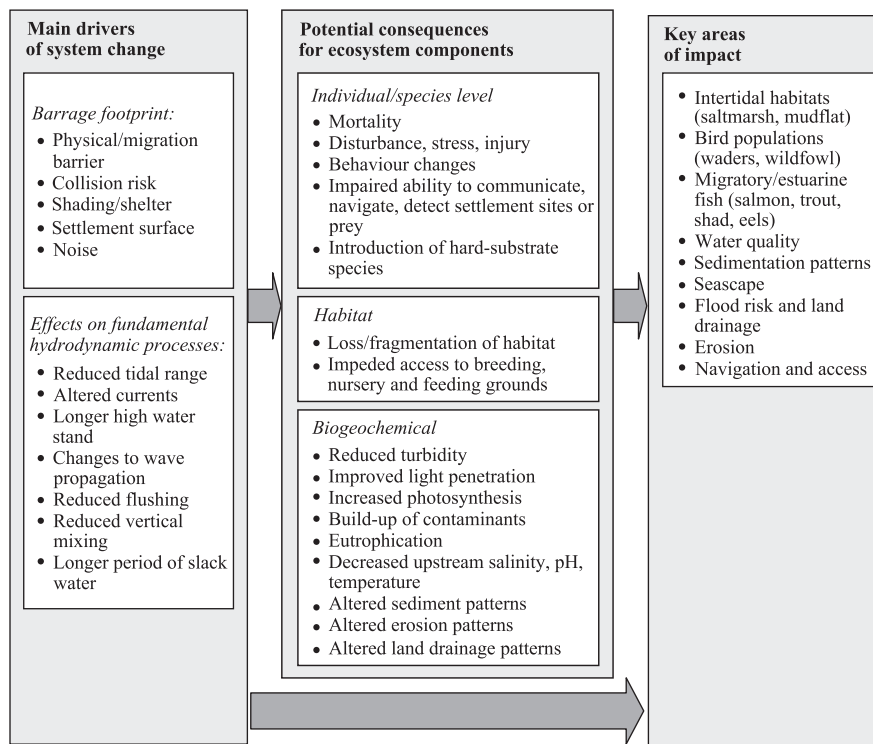 Main drivers
of system change
Barrage footprint:
• Physical/migration
barrier
• Collision risk
• Shading/shelter
• Settlement surface
• Noise
Effects on fundamental
hydrodynamic processes:
• Reduced tidal range
• Altered currents
• Longer high water
stand
• Changes to wave
propagation
• Reduced flushing
• Reduced vertical
mixing
• Longer period of slack
water
Potential consequences
for ecosystem components
Individual/species level
• Mortality
• Disturbance, stress, injury
• Behaviour changes
• Impaired ability to communicate,
navigate, detect settlement sites or
prey
• Introduction of hard-substrate
species
Habitat
• Loss/fragmentation of habitat
• Impeded access to breeding,
nursery and feeding grounds
Biogeochemical
• Reduced turbidity
• Improved light penetration
• Increased photosynthesis
• Build-up of contaminants
• Eutrophication
• Decreased upstream salinity, pH,
temperature
• Altered sediment patterns
• Altered erosion patterns
• Altered land drainage patterns
Key areas
of impact
• Intertidal habitats
(saltmarsh, mudflat)
• Bird populations
(waders, wildfowl)
• Migratory/estuarine
fish (salmon, trout,
shad, eels)
• Water quality
• Sedimentation patterns
• Seascape
• Flood risk and land
drainage
• Erosion
• Navigation and access